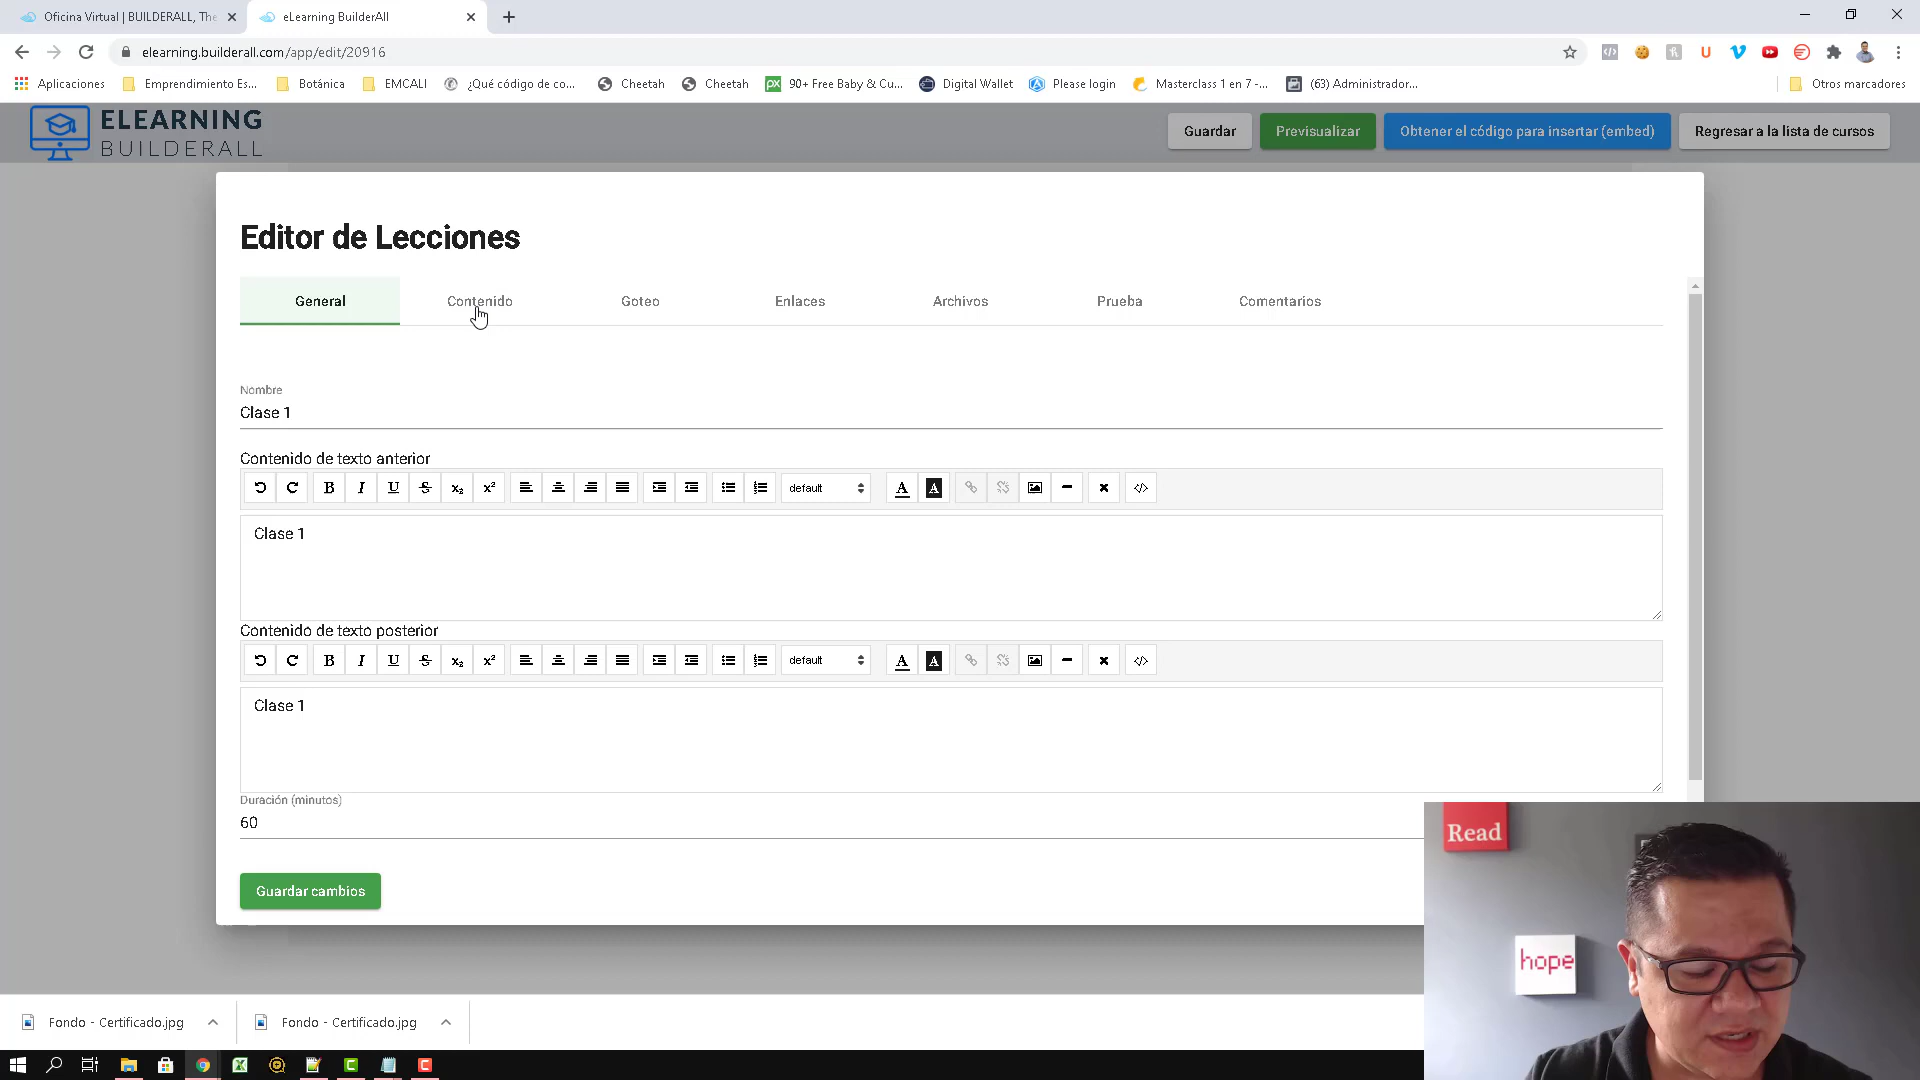 Oficina Virtual | BUILDERALL, The
eLearning BuilderAll
elearning.builderall.com/app/edit/20916
Aplicaciones
Emprendimiento Es...
Botánica
EMCALI
¿Qué código de co...
Cheetah
Cheetah
90+ Free Baby & Cu...
Digital Wallet
Please login
Masterclass 1 en 7 -...
(63) Administrador...
Otros marcadores
ELEARNING
BUILDERALL
Guardar
Previsualizar
Obtener el código para insertar (embed)
Regresar a la lista de cursos
Editor de Lecciones
General
Contenido
Goteo
Enlaces
Archivos
Prueba
Comentarios
Nombre
Clase 1
Contenido de texto anterior
default
Clase 1
Contenido de texto posterior
default
Clase 1
Duración (minutos)
60
Guardar cambios
Read
hope
Fondo - Certificado.jpg
Fondo - Certificado.jpg